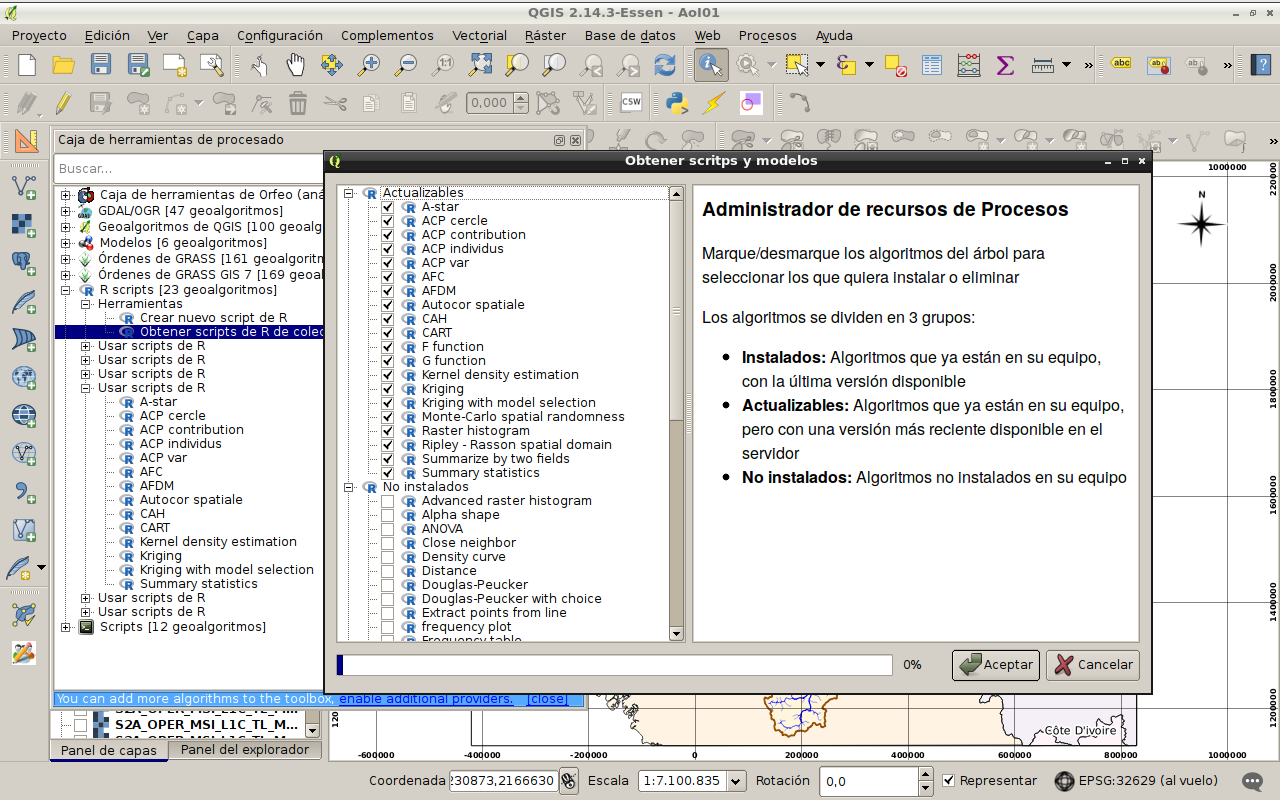 QGIS 2.14.3-Essen - AoI01
Proyecto Edición Ver Capa Configuración Complementos Vectorial Ráster Base de datos Web Procesos Ayuda
1:1
Σ
abc ab ab
0,000
CSW
Caja de herramientas de procesado
Buscar...
Caja de herramientas de Orfeo (aná
GDAL/OGR [47 geoalgoritmos]
Geoalgoritmos de QGIS [100 geoalg
Modelos [6 geoalgoritmos]
Órdenes de GRASS [161 geoalgoritm
Órdenes de GRASS GIS 7 [169 geoal
R scripts [23 geoalgoritmos]
Herramientas
Crear nuevo script de R
Obtener scripts de R de colec
Usar scripts de R
Usar scripts de R
Usar scripts de R
Usar scripts de R
A-star
ACP cercle
ACP contribution
ACP individus
ACP var
AFC
AFDM
Autocor spatiale
CAH
CART
Kernel density estimation
Kriging
Kriging with model selection
Summary statistics
Usar scripts de R
Usar scripts de R
Scripts [12 geoalgoritmos]
You can add more algorithms to the toolbox, enable additional providers. [close]
S2A_OPER_MSI_L1C_TL_M...
S2A_OPER_MSI_L1C_TL_M...
S2A_OPER_MSI_L1C_TL_M...
Panel de capas Panel del explorador
Obtener scritps y modelos
Actualizables
A-star
ACP cercle
ACP contribution
ACP individus
ACP var
AFC
AFDM
Autocor spatiale
CAH
CART
F function
G function
Kernel density estimation
Kriging
Kriging with model selection
Monte-Carlo spatial randomness
Raster histogram
Ripley - Rasson spatial domain
Summarize by two fields
Summary statistics
No instalados
Advanced raster histogram
Alpha shape
ANOVA
Close neighbor
Density curve
Distance
Douglas-Peucker
Douglas-Peucker with choice
Extract points from line
frequency plot
Frequency table
Administrador de recursos de Procesos
Marque/desmarque los algoritmos del árbol para
seleccionar los que quiera instalar o eliminar
Los algoritmos se dividen en 3 grupos:
Instalados: Algoritmos que ya están en su equipo,
con la última versión disponible
Actualizables: Algoritmos que ya están en su equipo,
pero con una versión más reciente disponible en el
servidor
No instalados: Algoritmos no instalados en su equipo
0%
Aceptar
Cancelar
1000000
N
2200
2000000
1800000
1600000
1400000
1200000
120
Côte D'ivoire
-600000 -400000 -200000 0 200000 400000 600000 800000 1000000
Coordenada 230873,2166630 Escala 1:7.100.835 Rotación 0,0 Representar EPSG:32629 (al vuelo)